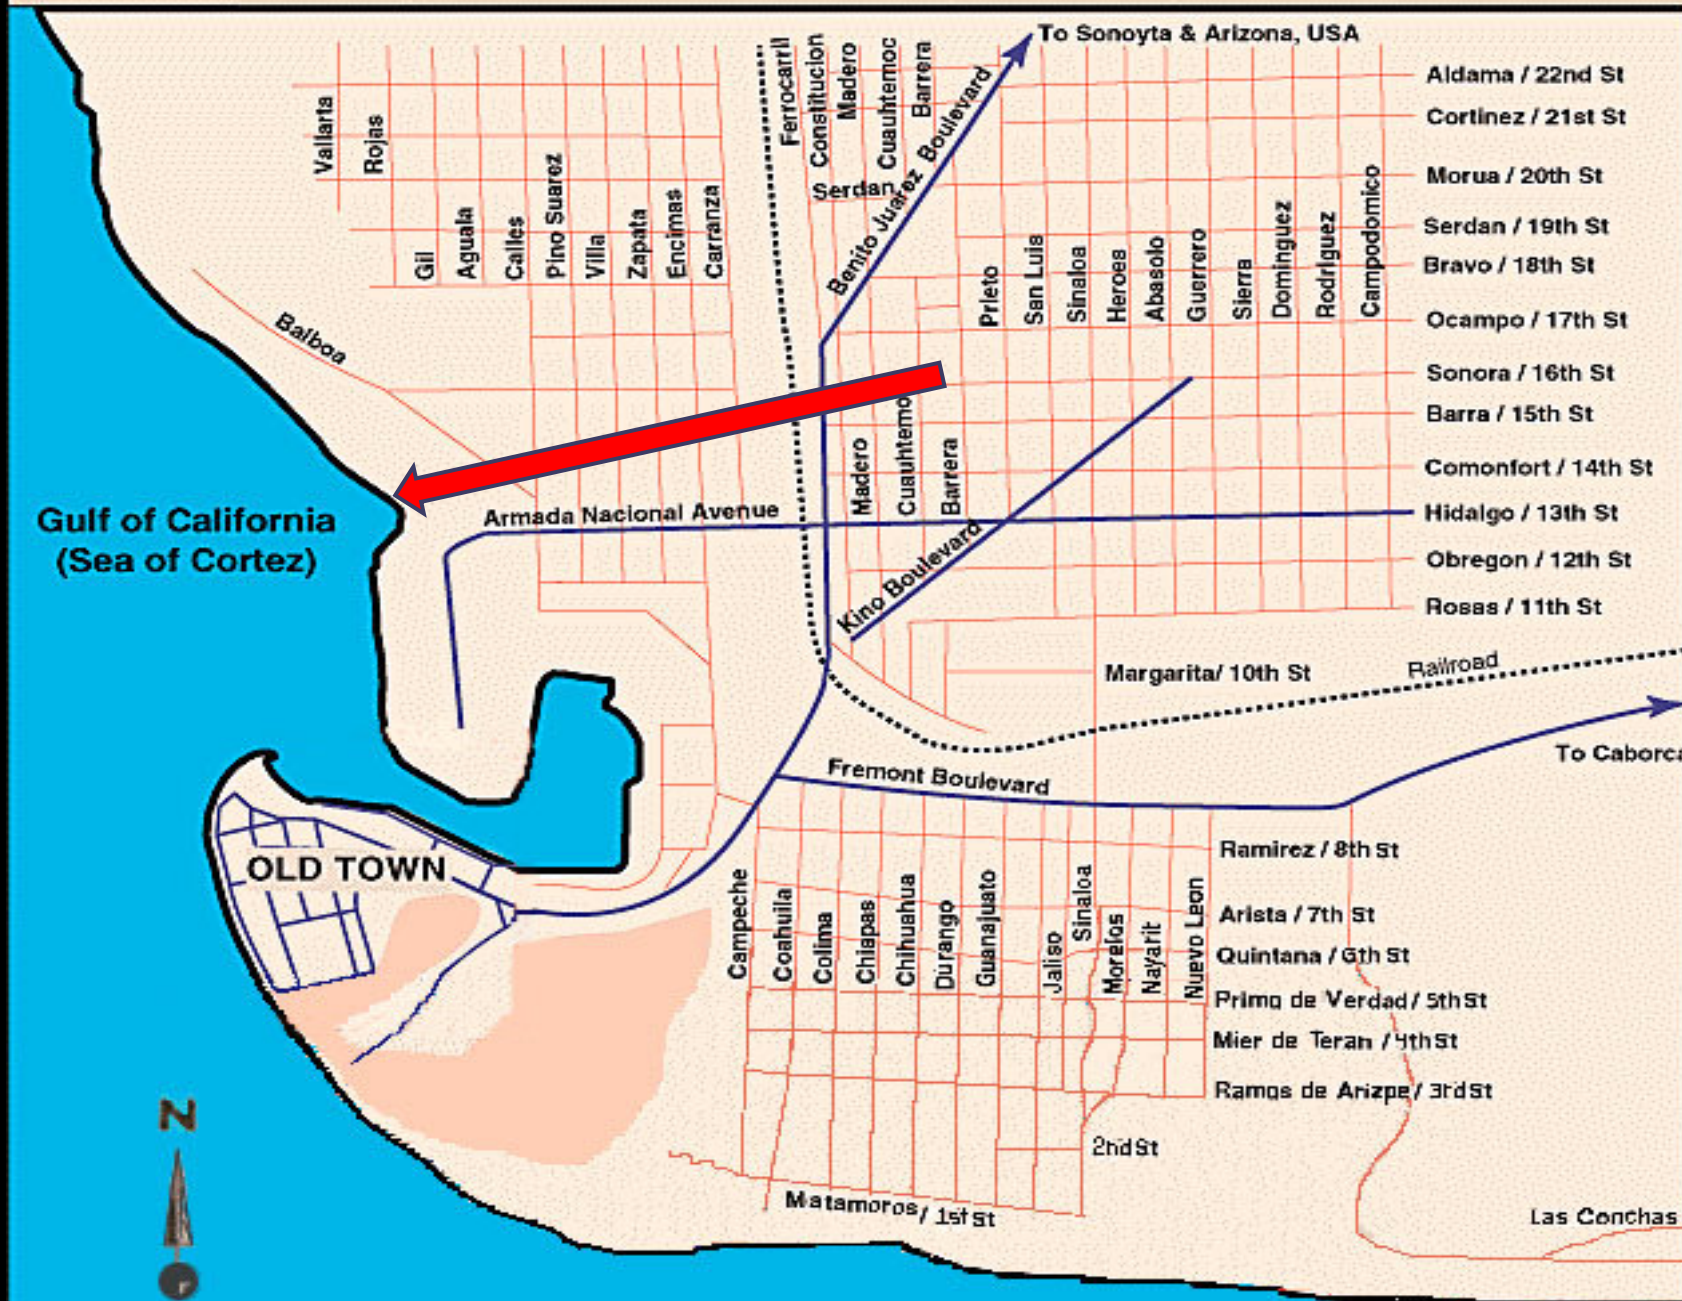 To Sonoyta & Arizona, USA
Ferrocarril
Constitucion
Madero
Cuauhtemoc
Barrera
Benito Juarez Boulevard
Serdan
Vallarta
Rojas
Gil
Aguala
Calles
Pino Suarez
Villa
Zapata
Encimas
Carranza
Prieto
San Luis
Sinaloa
Heroes
Abasolo
Guerrero
Sierra
Dominguez
Rodriguez
Campodomico
Aldama / 22nd St
Cortinez / 21st St
Morua / 20th St
Serdan / 19th St
Bravo / 18th St
Ocampo / 17th St
Sonora / 16th St
Barra / 15th St
Comonfort / 14th St
Hidalgo / 13th St
Obregon / 12th St
Rosas / 11th St
Balboa
Madero
Cuauhtemo
Barrera
Armada Nacional Avenue
Gulf of California
(Sea of Cortez)
Kino Boulevard
Margarita/ 10th St
Railroad
To Caborca
Fremont Boulevard
OLD TOWN
Ramirez / 8th St
Arista / 7th St
Quintana / 6th St
Primo de Verdad / 5th St
Mier de Teran / 4th St
Ramos de Arizpe / 3rd St
Campeche
Coahuila
Colima
Chiapas
Chihuahua
Durango
Guanajuato
Jaliso
Sinaloa
Morelos
Nayarit
Nuevo Leon
2nd St
Matamoros / 1st St
Las Conchas
N